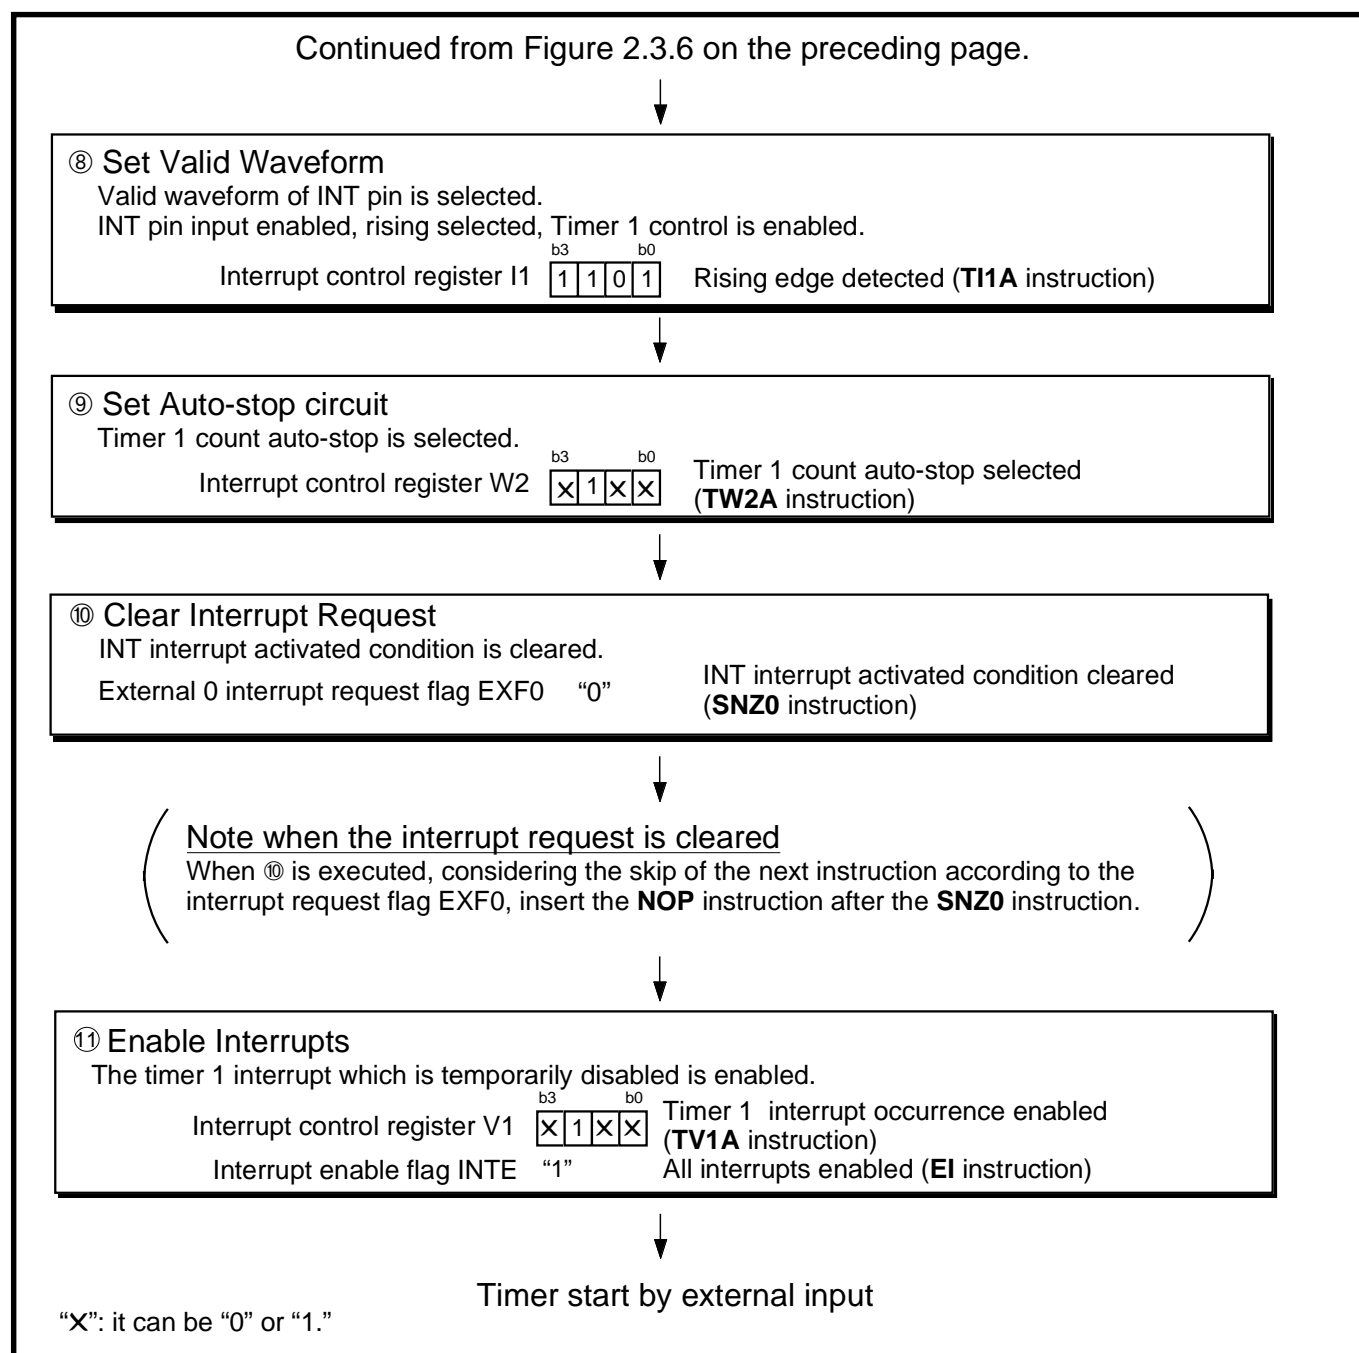 Continued from Figure 2.3.6 on the preceding page.
⑧ Set Valid Waveform
Valid waveform of INT pin is selected.
INT pin input enabled, rising selected, Timer 1 control is enabled.
b3 b0
Interrupt control register I1 1 1 0 1 Rising edge detected (TI1A instruction)
⑨ Set Auto-stop circuit
Timer 1 count auto-stop is selected.
b3 b0
Interrupt control register W2 × 1 × × Timer 1 count auto-stop selected
(TW2A instruction)
⑩ Clear Interrupt Request
INT interrupt activated condition is cleared.
External 0 interrupt request flag EXF0 “0” INT interrupt activated condition cleared
(SNZ0 instruction)
Note when the interrupt request is cleared
When ⑩ is executed, considering the skip of the next instruction according to the
interrupt request flag EXF0, insert the NOP instruction after the SNZ0 instruction.
⑪ Enable Interrupts
The timer 1 interrupt which is temporarily disabled is enabled.
b3 b0
Interrupt control register V1 × 1 × × Timer 1 interrupt occurrence enabled
(TV1A instruction)
Interrupt enable flag INTE “1” All interrupts enabled (EI instruction)
Timer start by external input
“×”: it can be “0” or “1.”